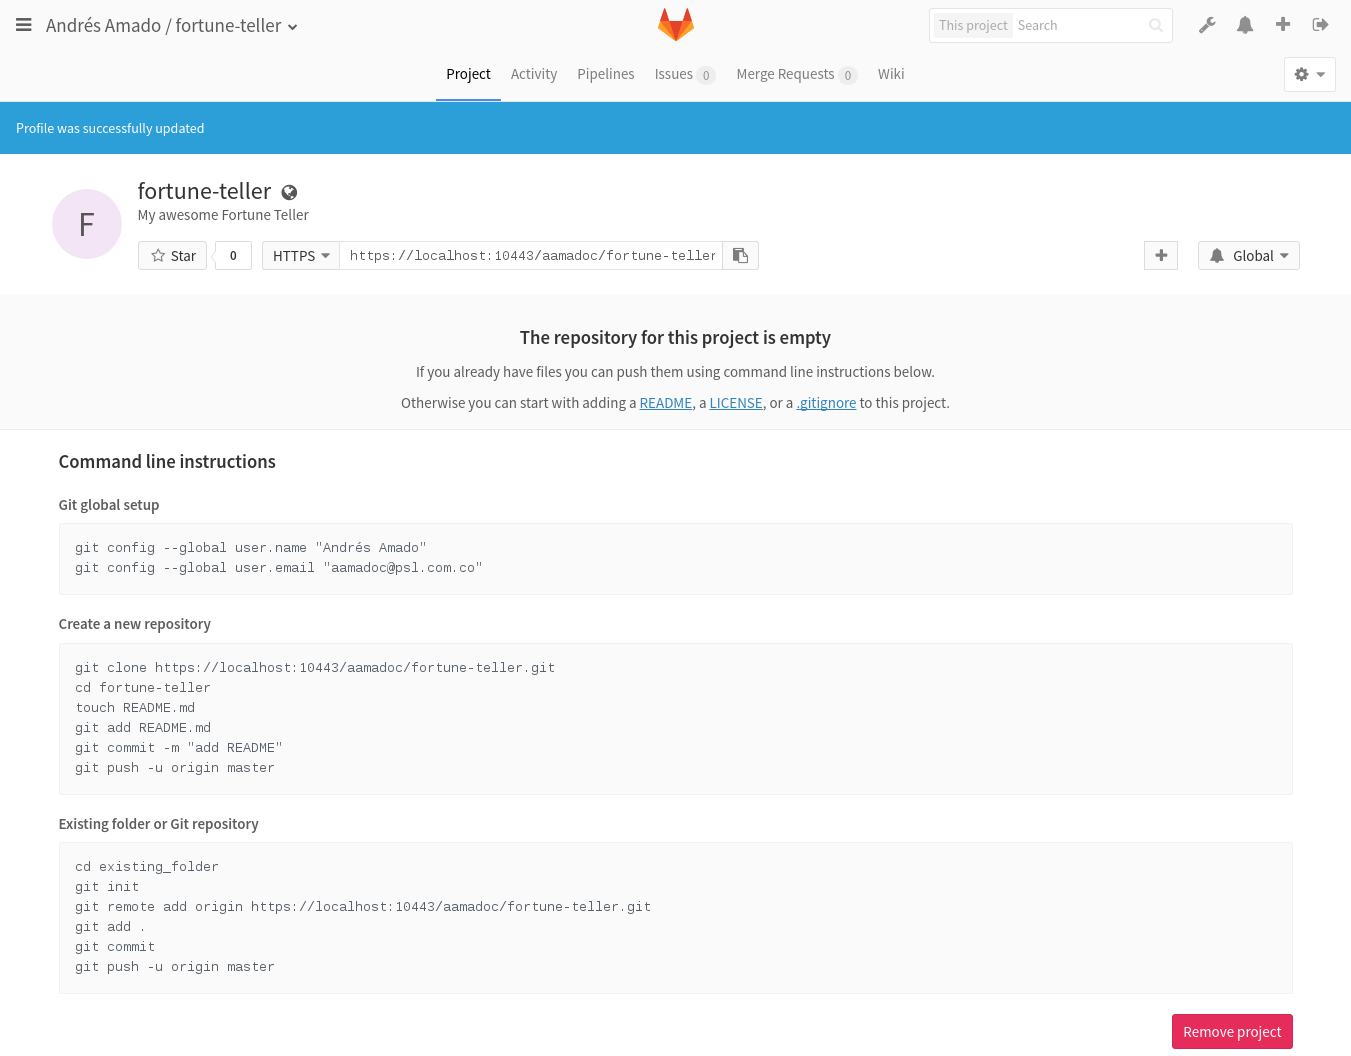 Andrés Amado / fortune-teller
This project Search
Project Activity Pipelines Issues 0 Merge Requests 0 Wiki
Profile was successfully updated
F
fortune-teller
My awesome Fortune Teller
Star 0 HTTPS https://localhost:10443/aamadoc/fortune-teller Global
The repository for this project is empty
If you already have files you can push them using command line instructions below.
Otherwise you can start with adding a README, a LICENSE, or a .gitignore to this project.
Command line instructions
Git global setup
git config --global user.name "Andrés Amado"
git config --global user.email "aamadoc@psl.com.co"
Create a new repository
git clone https://localhost:10443/aamadoc/fortune-teller.git
cd fortune-teller
touch README.md
git add README.md
git commit -m "add README"
git push -u origin master
Existing folder or Git repository
cd existing_folder
git init
git remote add origin https://localhost:10443/aamadoc/fortune-teller.git
git add .
git commit
git push -u origin master
Remove project